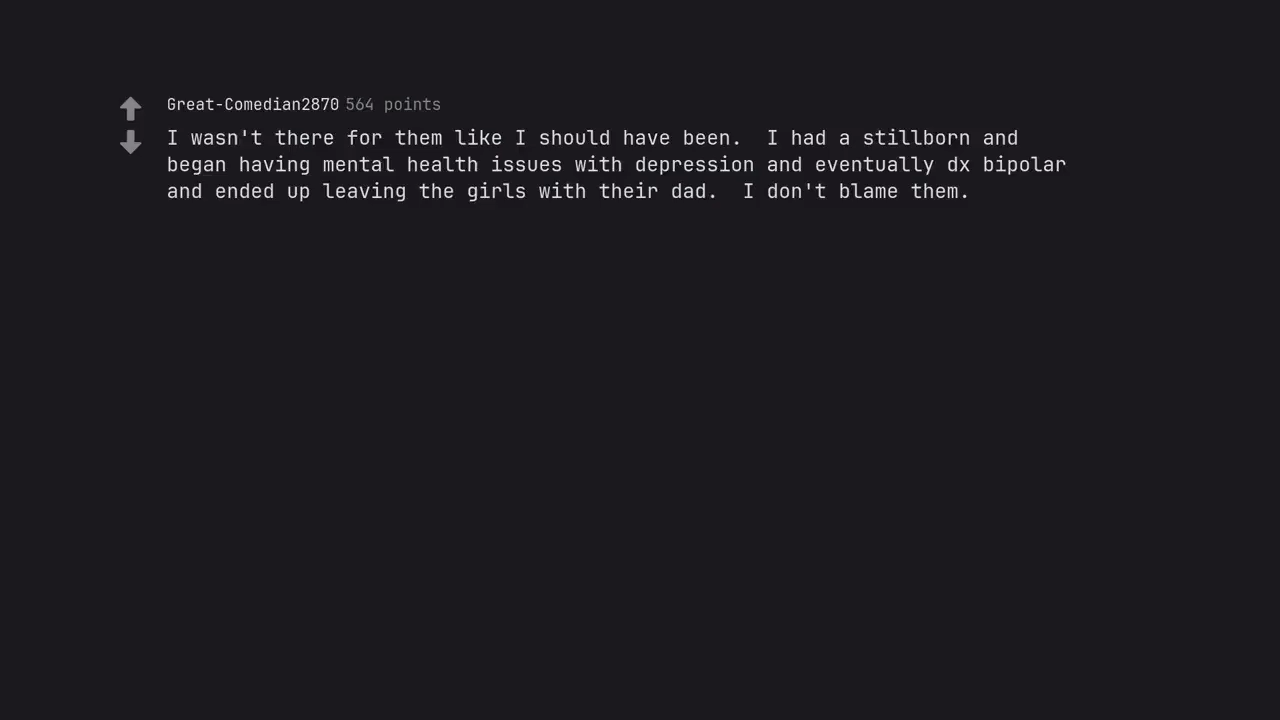 Great-Comedian2870 564 points
I wasn't there for them like I should have been.  I had a stillborn and
began having mental health issues with depression and eventually dx bipolar
and ended up leaving the girls with their dad.  I don't blame them.